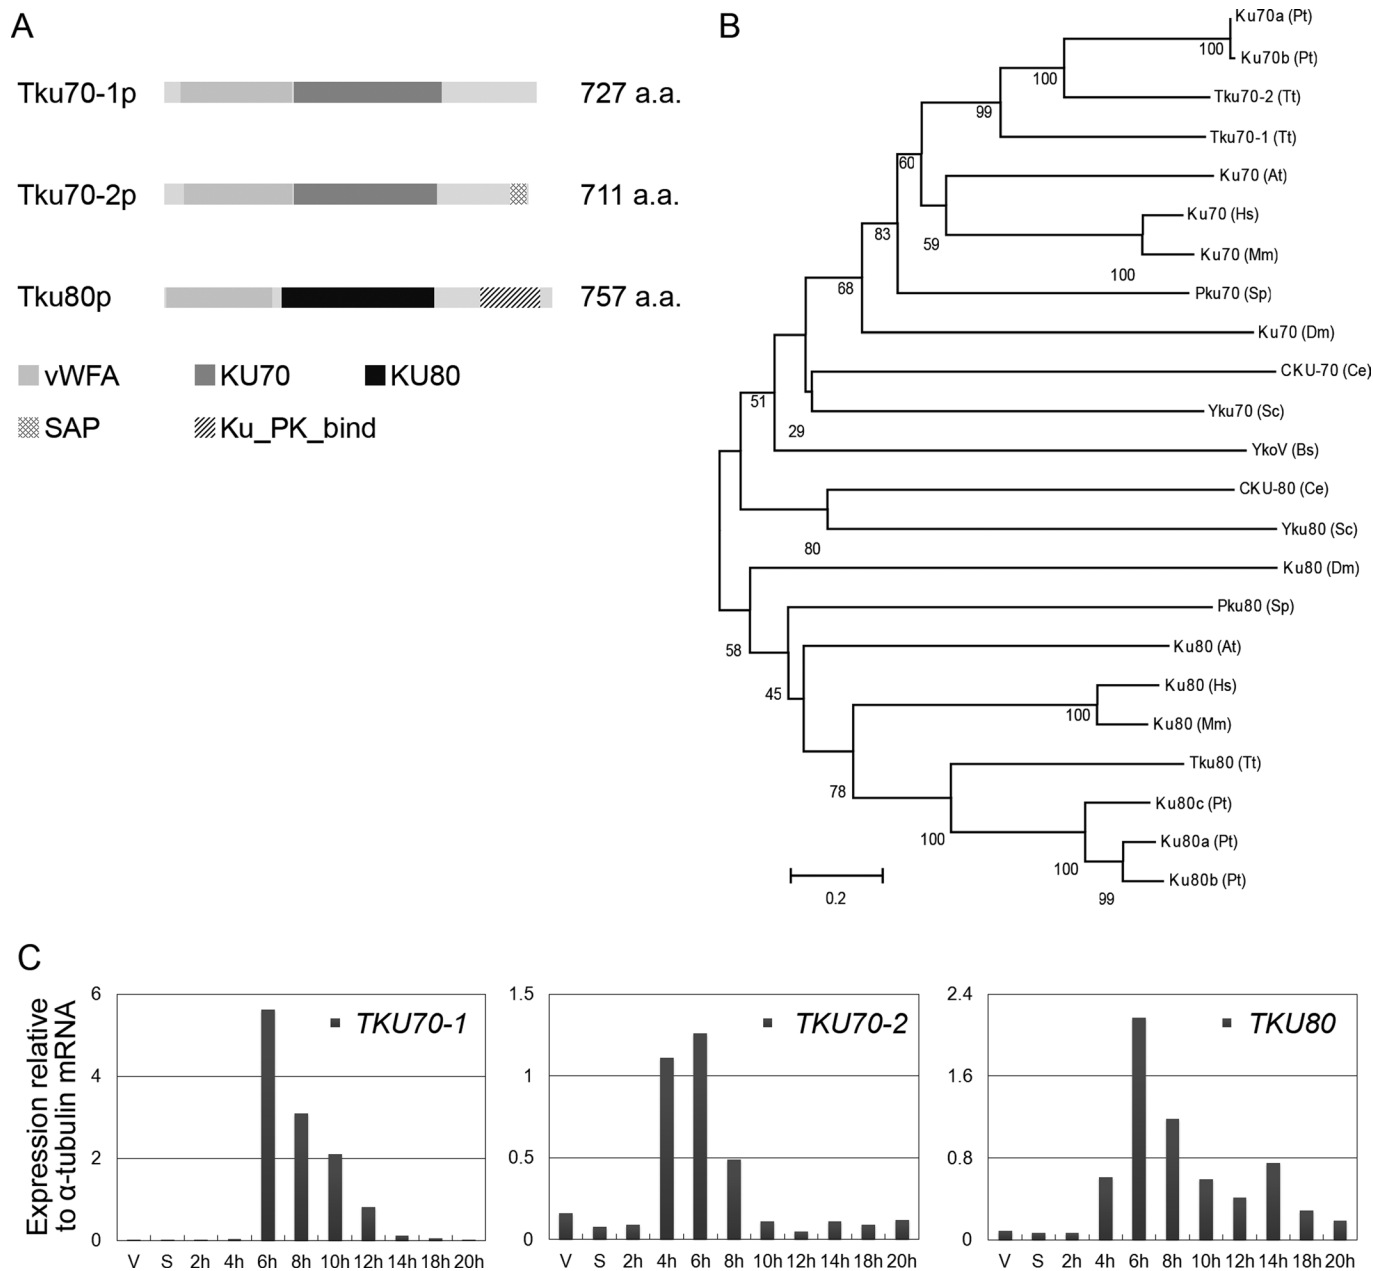 A
Tku70-1p 727 a.a.
Tku70-2p 711 a.a.
Tku80p 757 a.a.
vWFA KU70 KU80
SAP Ku_PK_bind
B
Ku70a (Pt)
100
Ku70b (Pt)
100
Tku70-2 (Tt)
99
Tku70-1 (Tt)
60
Ku70 (At)
Ku70 (Hs)
83
59
Ku70 (Mm)
100
68
Pku70 (Sp)
Ku70 (Dm)
CKU-70 (Ce)
51
Yku70 (Sc)
29
YkoV (Bs)
CKU-80 (Ce)
Yku80 (Sc)
80
Ku80 (Dm)
Pku80 (Sp)
58
Ku80 (At)
45
Ku80 (Hs)
100
Ku80 (Mm)
Tku80 (Tt)
78
Ku80c (Pt)
100
Ku80a (Pt)
100
Ku80b (Pt)
99
0.2
C
Expression relative
to α-tubulin mRNA
6
4
2
0
TKU70-1
V S 2h 4h 6h 8h 10h 12h 14h 18h 20h
1.5
1
0.5
0
TKU70-2
V S 2h 4h 6h 8h 10h 12h 14h 18h 20h
2.4
1.6
0.8
0
TKU80
V S 2h 4h 6h 8h 10h 12h 14h 18h 20h